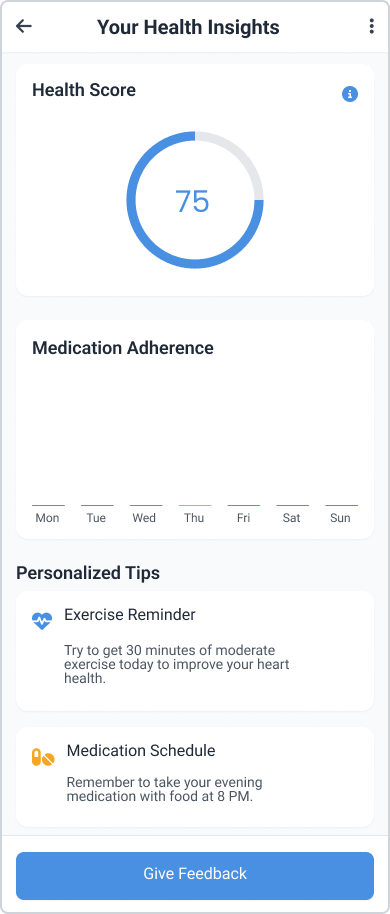 Your Health Insights
Health Score
75
Medication Adherence
Mon Tue Wed Thu Fri Sat Sun
Personalized Tips
Exercise Reminder
Try to get 30 minutes of moderate
exercise today to improve your heart
health.
Medication Schedule
Remember to take your evening
medication with food at 8 PM.
Give Feedback